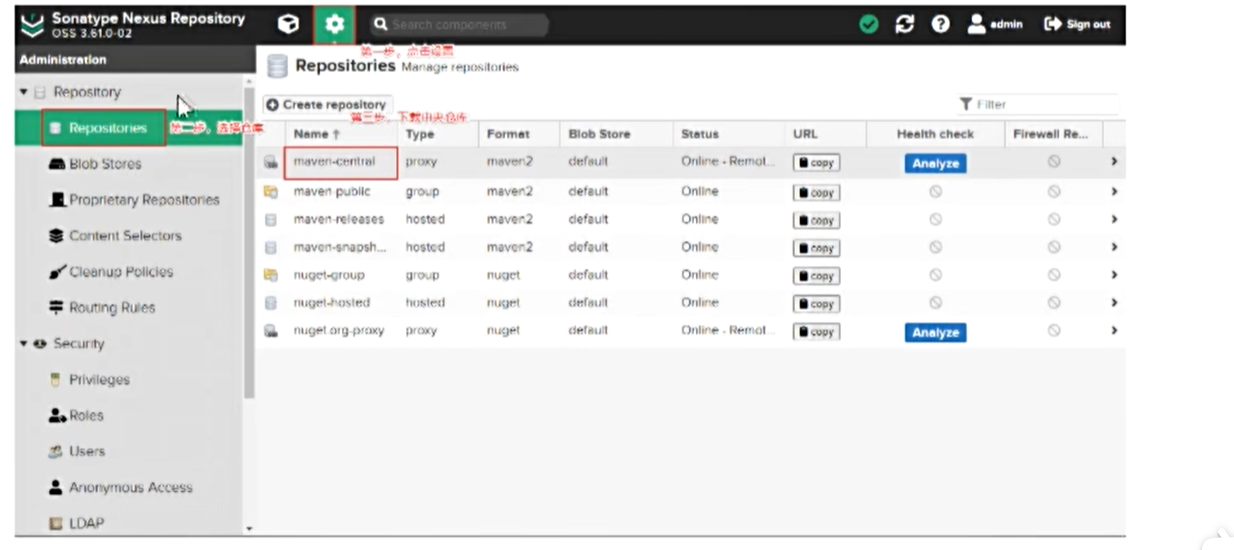 Sonatype Nexus Repository
OSS 3.61.0-02
Search components
admin
Sign out
第一步，点击设置
Administration
Repositories Manage repositories
Repository
Create repository
Filter
Repositories
第二步，选择仓库
第三步，下载中央仓库
Name ↑ Type Format Blob Store Status URL Health check Firewall Re...
maven-central proxy maven2 default Online - Remot... copy Analyze
maven-public group maven2 default Online copy
maven-releases hosted maven2 default Online copy
maven-snapsh... hosted maven2 default Online copy
nuget-group group nuget default Online copy
nuget-hosted hosted nuget default Online copy
nuget.org-proxy proxy nuget default Online - Remot... copy Analyze
Blob Stores
Proprietary Repositories
Content Selectors
Cleanup Policies
Routing Rules
Security
Privileges
Roles
Users
Anonymous Access
LDAP